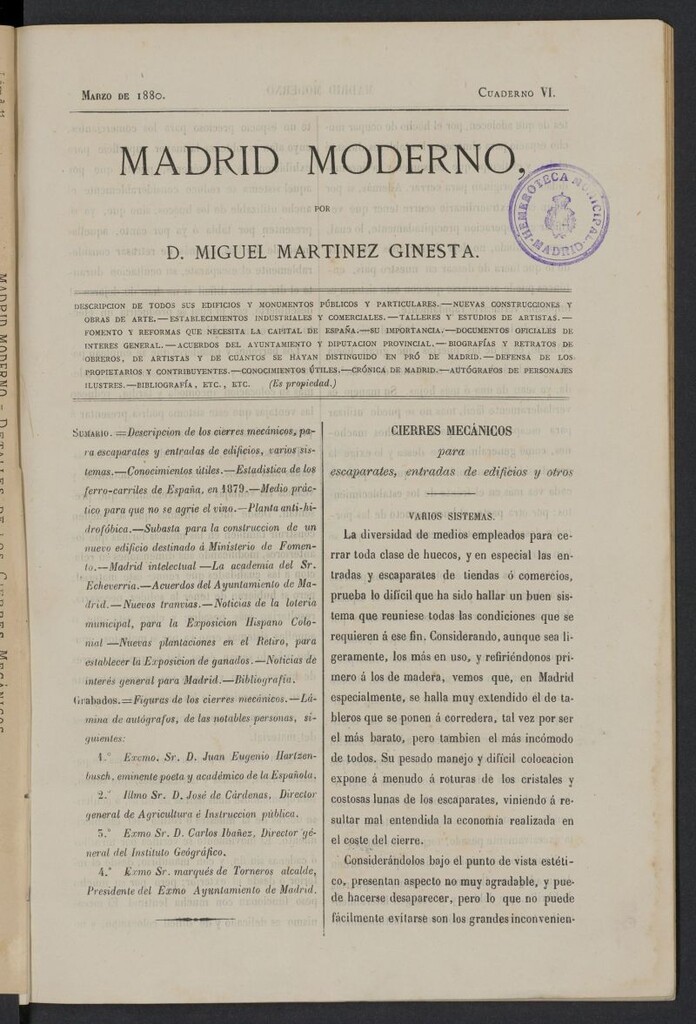 Marzo de 1880.
Cuaderno VI.
MADRID MODERNO,
POR
D. MIGUEL MARTINEZ GINESTA.
HEMEROTECA MUNICIPAL
MADRID
DESCRIPCION DE TODOS SUS EDIFICIOS Y MONUMENTOS PÚBLICOS Y PARTICULARES.—NUEVAS CONSTRUCCIONES Y
OBRAS DE ARTE.—ESTABLECIMIENTOS INDUSTRIALES Y COMERCIALES.—TALLERES Y ESTUDIOS DE ARTISTAS.—
FOMENTO Y REFORMAS QUE NECESITA LA CAPITAL DE ESPAÑA.—SU IMPORTANCIA.—DOCUMENTOS OFICIALES DE
INTERÉS GENERAL.—ACUERDOS DEL AYUNTAMIENTO Y DIPUTACION PROVINCIAL.—BIOGRAFÍAS Y RETRATOS DE
OBREROS, DE ARTISTAS Y DE CUANTOS SE HAYAN DISTINGUIDO EN PRÓ DE MADRID.—DEFENSA DE LOS
PROPIETARIOS Y CONTRIBUYENTES.—CONOCIMIENTOS ÚTILES.—CRÓNICA DE MADRID.—AUTÓGRAFOS DE PERSONAJES
ILUSTRES.—BIBLIOGRAFÍA, ETC., ETC. (Es propiedad.)
Sumario.=Descripcion de los cierres mecánicos, pa-
ra escaparates y entradas de edificios, varios sis-
temas.—Conocimientos útiles.—Estadística de los
ferro-carriles de España, en 1879.—Medio prác-
tico para que no se agrie el vino.—Planta anti-hi-
drofóbica.—Subasta para la construccion de un
nuevo edificio destinado á Ministerio de Fomen-
to.—Madrid intelectual—La academia del Sr.
Echeverría.—Acuerdos del Ayuntamiento de Ma-
drid.—Nuevos tranvias.—Noticias de la lotería
municipal, para la Exposicion Hispano Colo-
nial—Nuevas plantaciones en el Retiro, para
establecer la Exposicion de ganados.—Noticias de
interés general para Madrid.—Bibliografía.
Grabados.=Figuras de los cierres mecánicos.—Lá-
mina de autógrafos, de las notables personas, si-
guientes:
1.° Excmo. Sr. D. Juan Eugenio Hartzen-
busch, eminente poeta y académico de la Española.
2.° Ilmo Sr. D. José de Cárdenas, Director
general de Agricultura é Instruccion pública.
3.° Exmo Sr. D. Carlos Ibañez, Director ge-
neral del Instituto Geográfico.
4.° Exmo Sr. marqués de Torneros alcalde,
Presidente del Exmo Ayuntamiento de Madrid.
CIERRES MECÁNICOS
para
escaparates, entradas de edificios y otros
VARIOS SISTEMAS.
La diversidad de medios empleados para ce-
rrar toda clase de huecos, y en especial las en-
tradas y escaparates de tiendas ó comercios,
prueba lo difícil que ha sido hallar un buen sis-
tema que reuniese todas las condiciones que se
requieren á ese fin. Considerando, aunque sea li-
geramente, los más en uso, y refiriéndonos pri-
mero á los de madera, vemos que, en Madrid
especialmente, se halla muy extendido el de ta-
bleros que se ponen á corredera, tal vez por ser
el más barato, pero tambien el más incómodo
de todos. Su pesado manejo y difícil colocacion
expone á menudo á roturas de los cristales y
costosas lunas de los escaparates, viniendo á re-
sultar mal entendida la economía realizada en
el coste del cierre.
Considerándolos bajo el punto de vista estéti-
co, presentan aspecto no muy agradable, y pue-
de hacerse desaparecer, pero lo que no puede
fácilmente evitarse son los grandes inconvenien-
MADRID MODERNO.—DETALLES DE LOS CIERRES MECÁNICOS